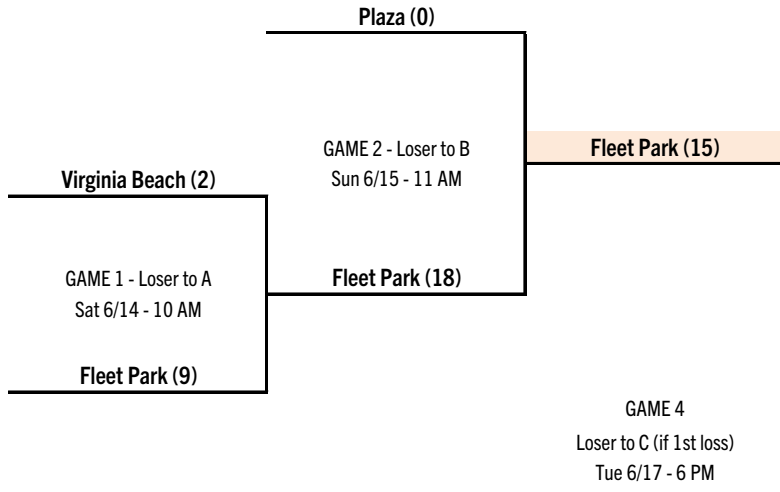 Plaza (0)
GAME 2 - Loser to B
Sun 6/15 - 11 AM
Fleet Park (15)
Virginia Beach (2)
GAME 1 - Loser to A
Sat 6/14 - 10 AM
Fleet Park (18)
Fleet Park (9)
GAME 4
Loser to C (if 1st loss)
Tue 6/17 - 6 PM